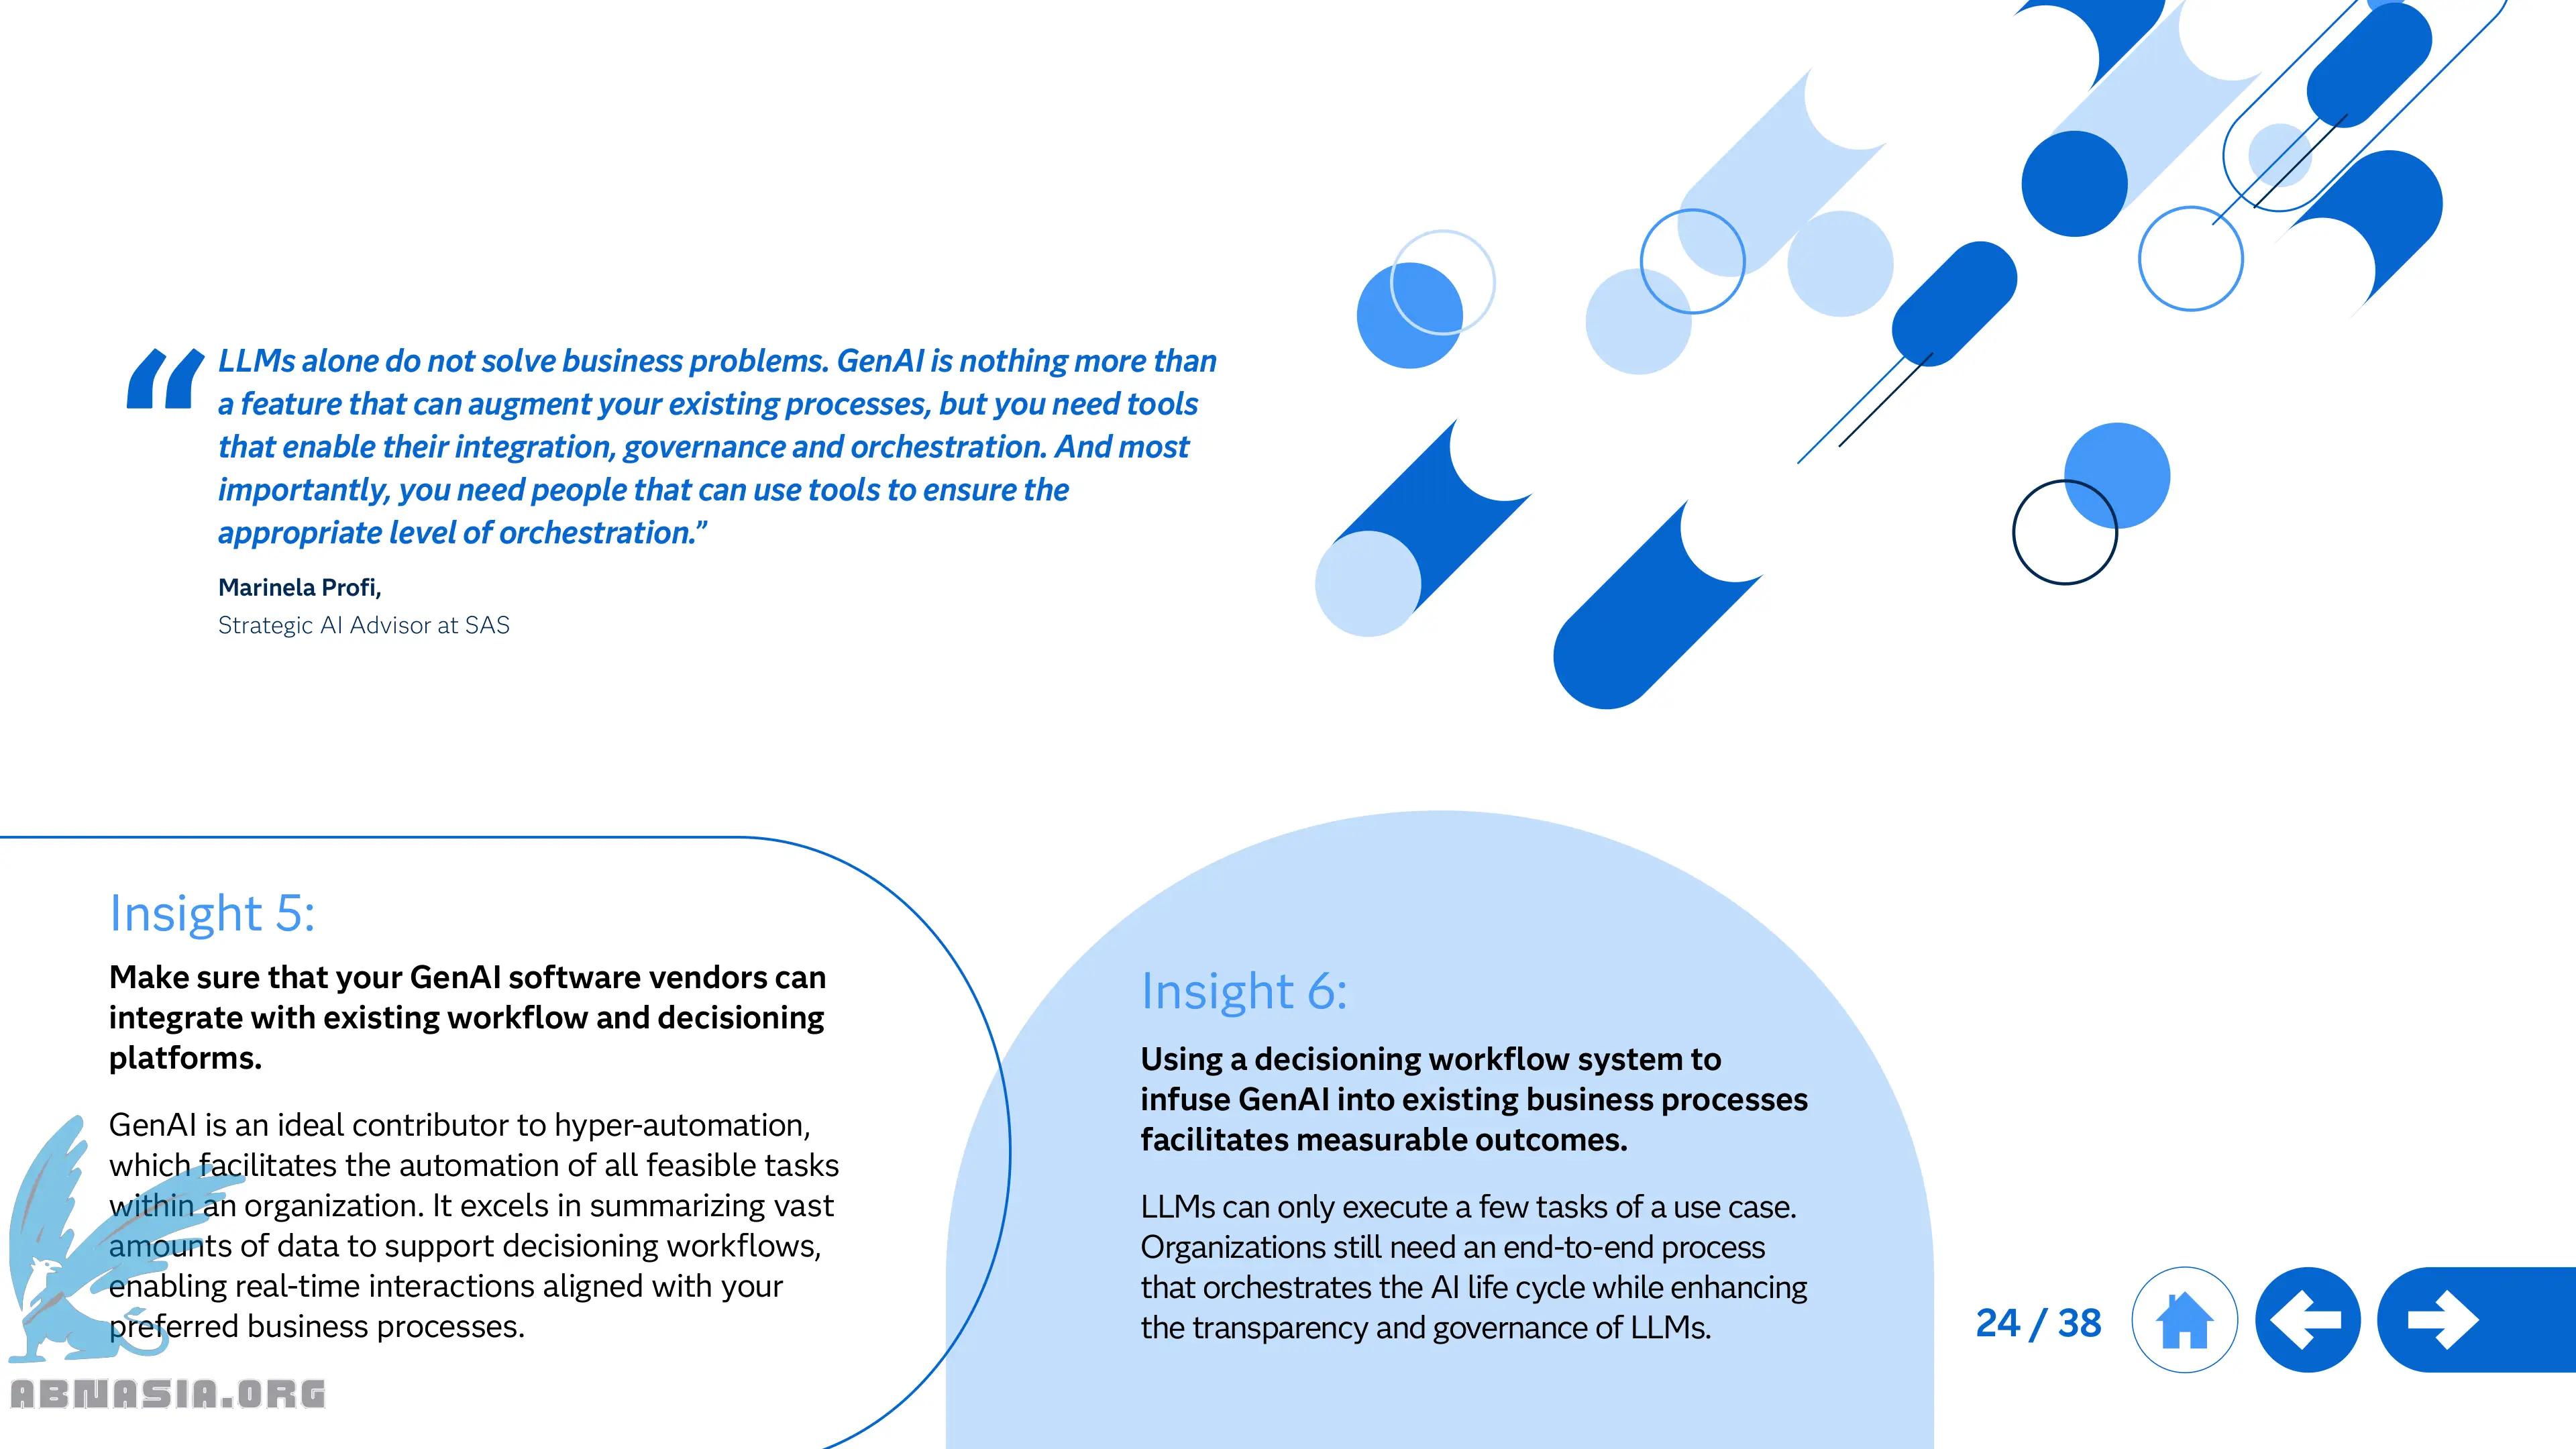 “LLMs alone do not solve business problems. GenAI is nothing more than
a feature that can augment your existing processes, but you need tools
that enable their integration, governance and orchestration. And most
importantly, you need people that can use tools to ensure the
appropriate level of orchestration.”
Marinela Profi,
Strategic AI Advisor at SAS
Insight 5:
Make sure that your GenAI software vendors can
integrate with existing workflow and decisioning
platforms.
GenAI is an ideal contributor to hyper-automation,
which facilitates the automation of all feasible tasks
within an organization. It excels in summarizing vast
amounts of data to support decisioning workflows,
enabling real-time interactions aligned with your
preferred business processes.
Insight 6:
Using a decisioning workflow system to
infuse GenAI into existing business processes
facilitates measurable outcomes.
LLMs can only execute a few tasks of a use case.
Organizations still need an end-to-end process
that orchestrates the AI life cycle while enhancing
the transparency and governance of LLMs.
24 / 38
ABNASIA.ORG